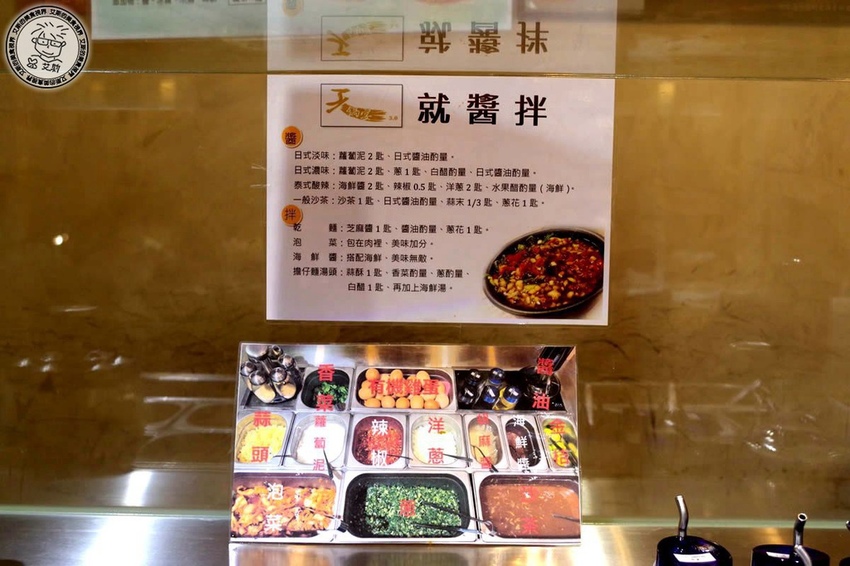 就醬拌
醬
日式淡味：蘿蔔泥 2 匙、日式醬油酌量。
日式濃味：蘿蔔泥 2 匙、蔥 1 匙、白醋酌量、日式醬油酌量。
泰式酸辣：海鮮醬 2 匙、辣椒 0.5 匙、洋蔥 2 匙、水果醋酌量 ( 海鮮 )。
一般沙茶：沙茶 1 匙、日式醬油酌量、蒜末 1/3 匙、蔥花 1 匙。
拌
乾麵：芝麻醬 1 匙、醬油酌量、蔥花 1 匙。
泡菜：包在肉裡、美味加分。
海鮮醬：搭配海鮮、美味無敵。
擔仔麵湯頭：蒜酥 1 匙、香菜酌量、蔥酌量、
白醋 1 匙、再加上海鮮湯。
香菜
有機雞蛋
醬油
蒜頭
蘿蔔泥
辣椒
洋蔥
海鮮醬
泡菜